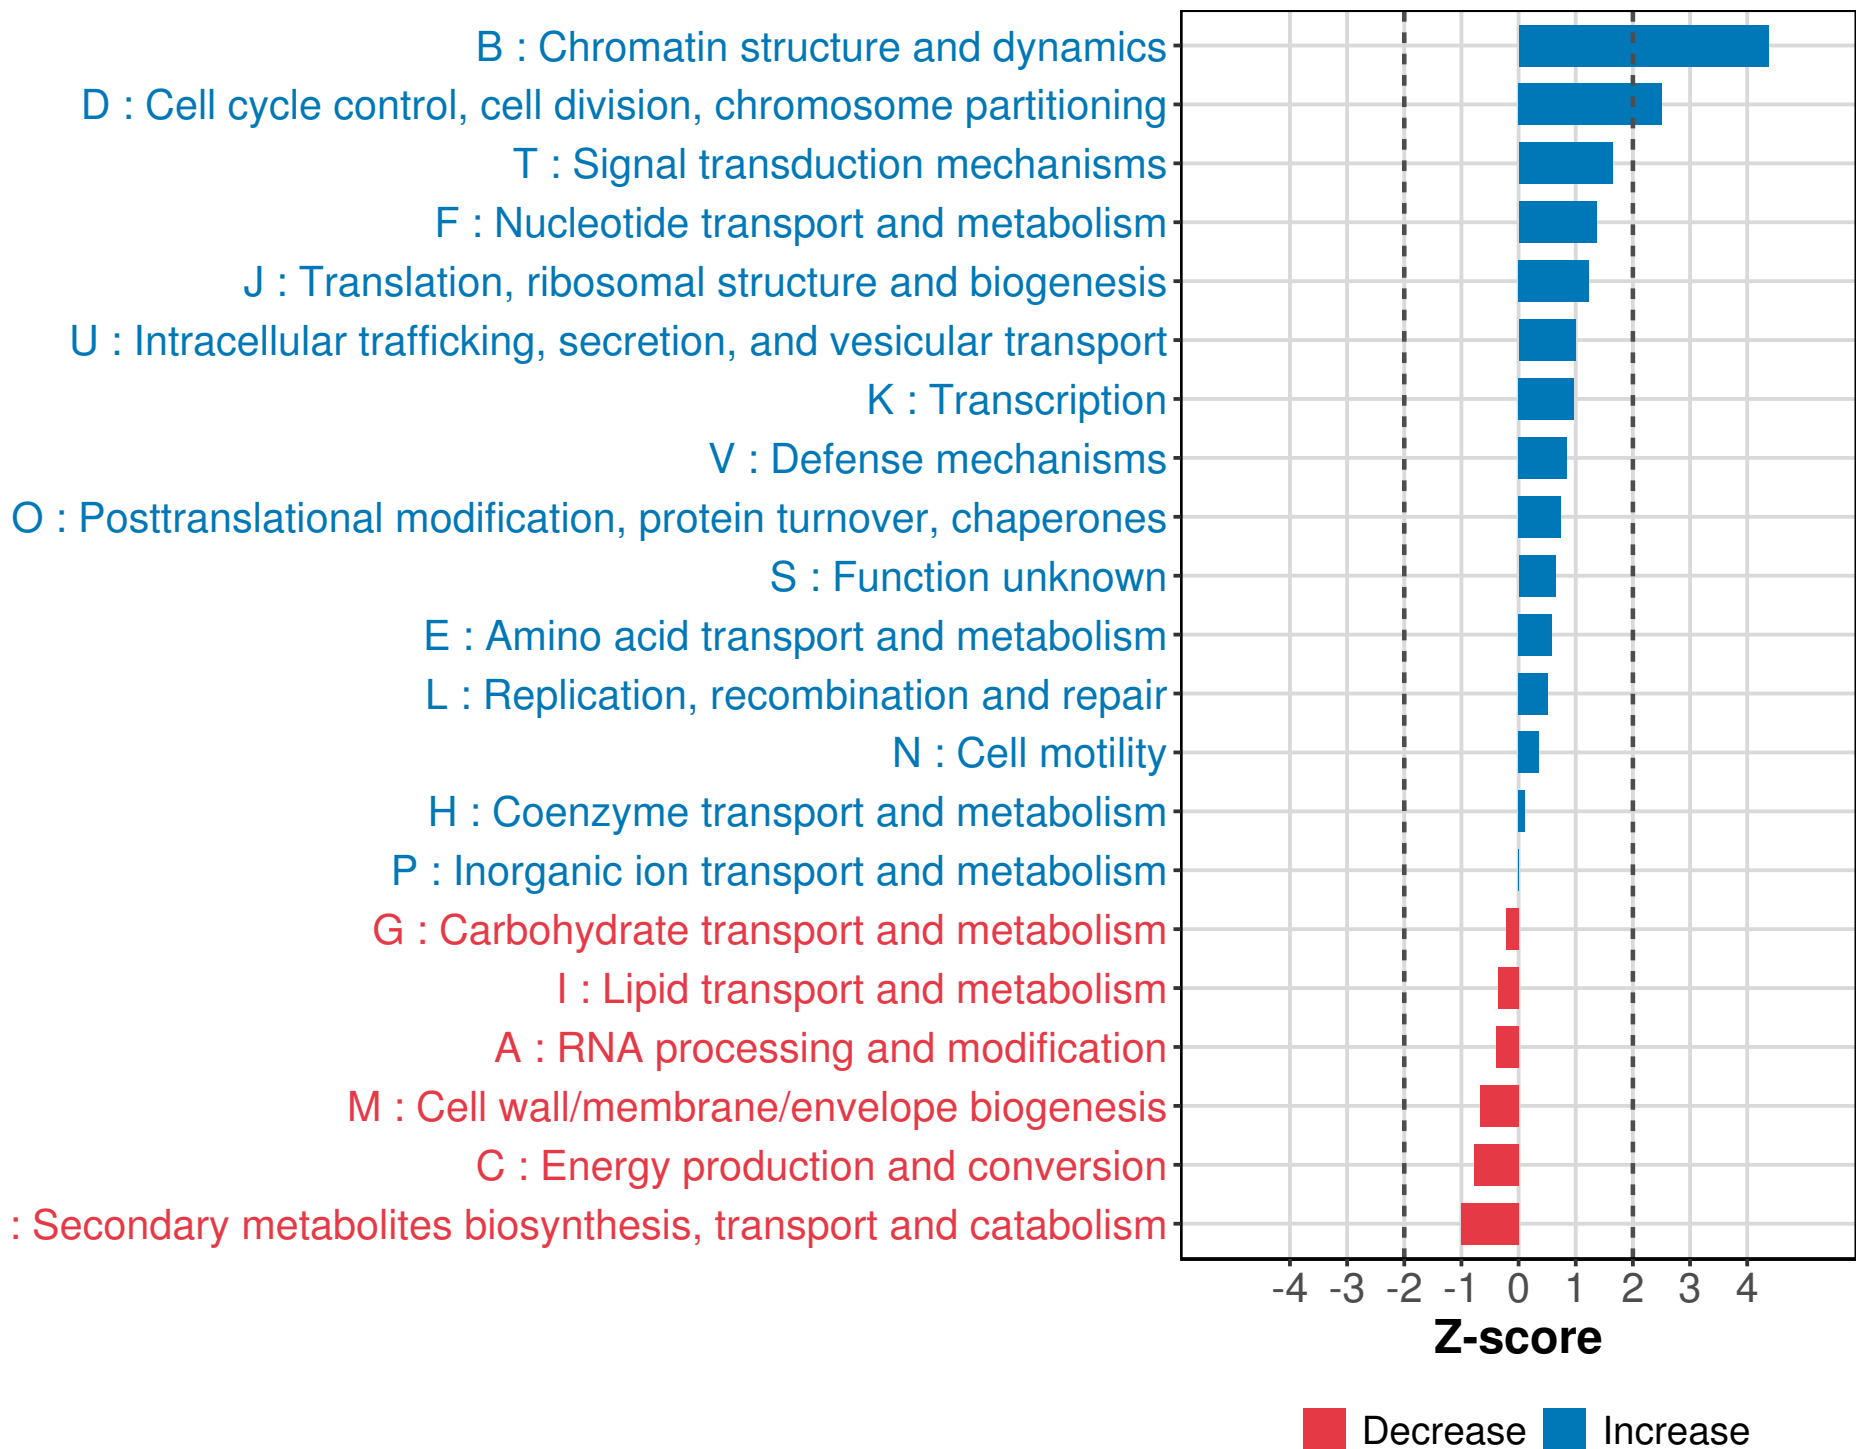 B : Chromatin structure and dynamics
D : Cell cycle control, cell division, chromosome partitioning
T : Signal transduction mechanisms
F : Nucleotide transport and metabolism
J : Translation, ribosomal structure and biogenesis
U : Intracellular trafficking, secretion, and vesicular transport
K : Transcription
V : Defense mechanisms
O : Posttranslational modification, protein turnover, chaperones
S : Function unknown
E : Amino acid transport and metabolism
L : Replication, recombination and repair
N : Cell motility
H : Coenzyme transport and metabolism
P : Inorganic ion transport and metabolism
G : Carbohydrate transport and metabolism
I : Lipid transport and metabolism
A : RNA processing and modification
M : Cell wall/membrane/envelope biogenesis
C : Energy production and conversion
: Secondary metabolites biosynthesis, transport and catabolism
-4 -3 -2 -1 0 1 2 3 4
Z-score
Decrease Increase